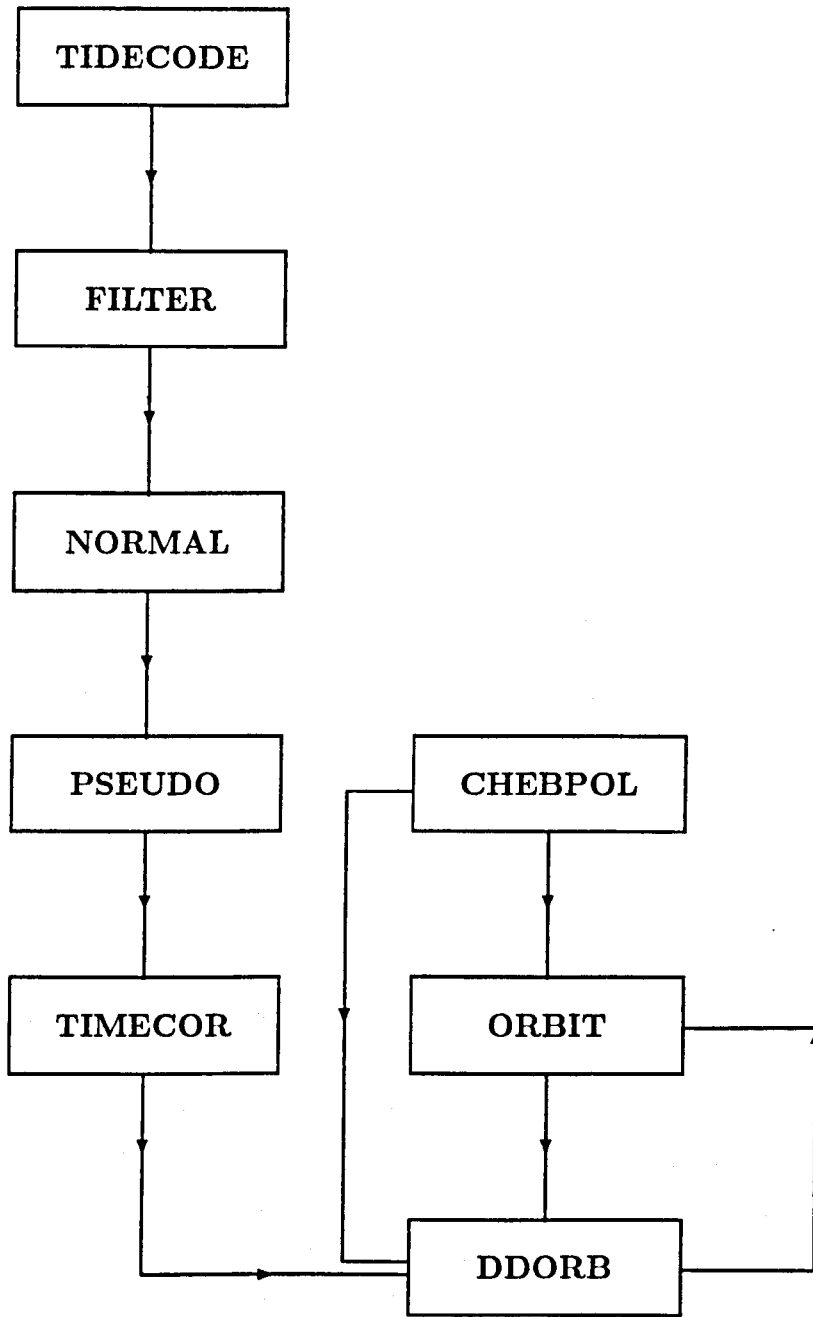 TIDECODE
FILTER
NORMAL
PSEUDO
CHEBPOL
TIMECOR
ORBIT
DDORB